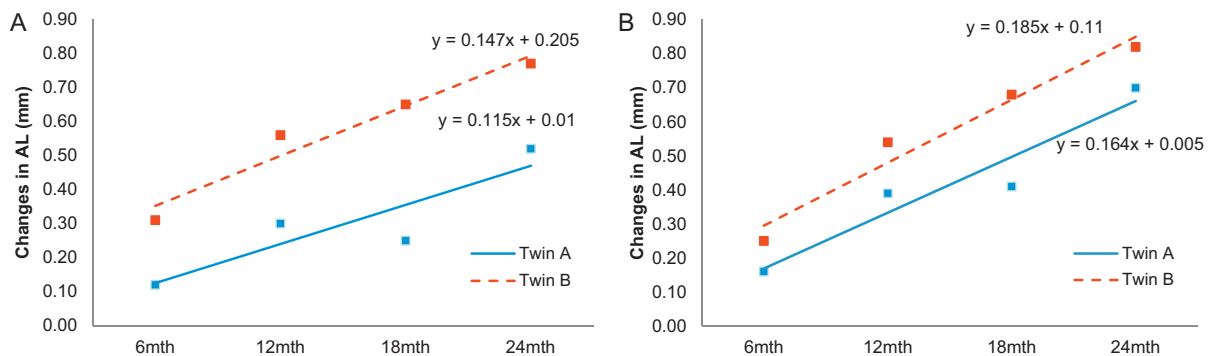 A
Changes in AL (mm)
0.90
0.80
0.70
0.60
0.50
0.40
0.30
0.20
0.10
0.00
y = 0.147x + 0.205
y = 0.115x + 0.01
Twin A
Twin B
6mth 12mth 18mth 24mth
B
Changes in AL (mm)
0.90
0.80
0.70
0.60
0.50
0.40
0.30
0.20
0.10
0.00
y = 0.185x + 0.11
y = 0.164x + 0.005
Twin A
Twin B
6mth 12mth 18mth 24mth